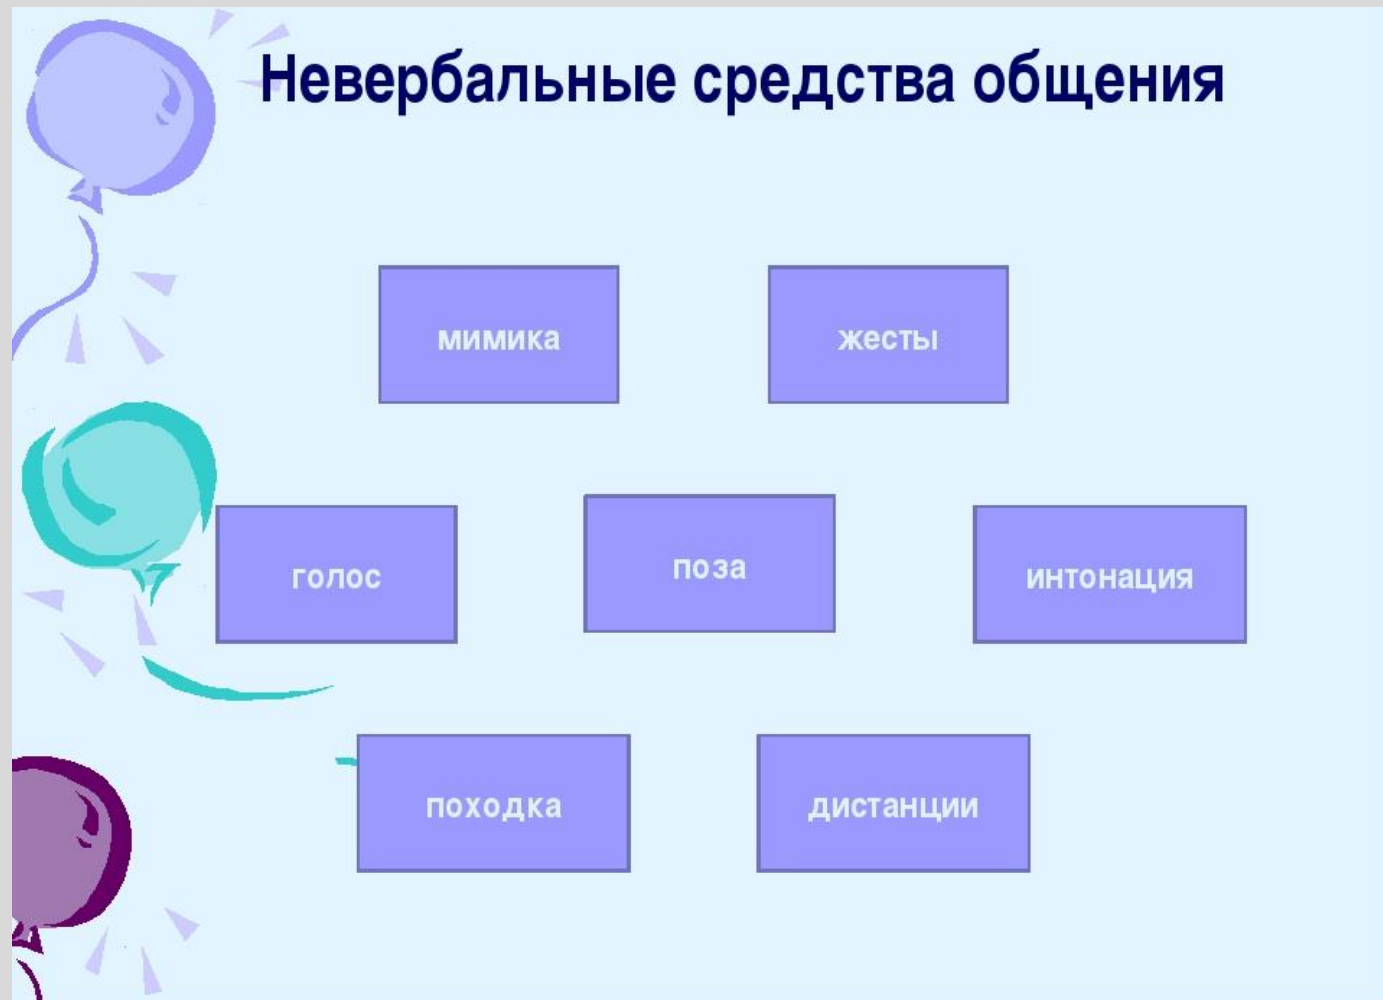 Невербальные средства общения
мимика
жесты
голос
поза
интонация
походка
дистанции